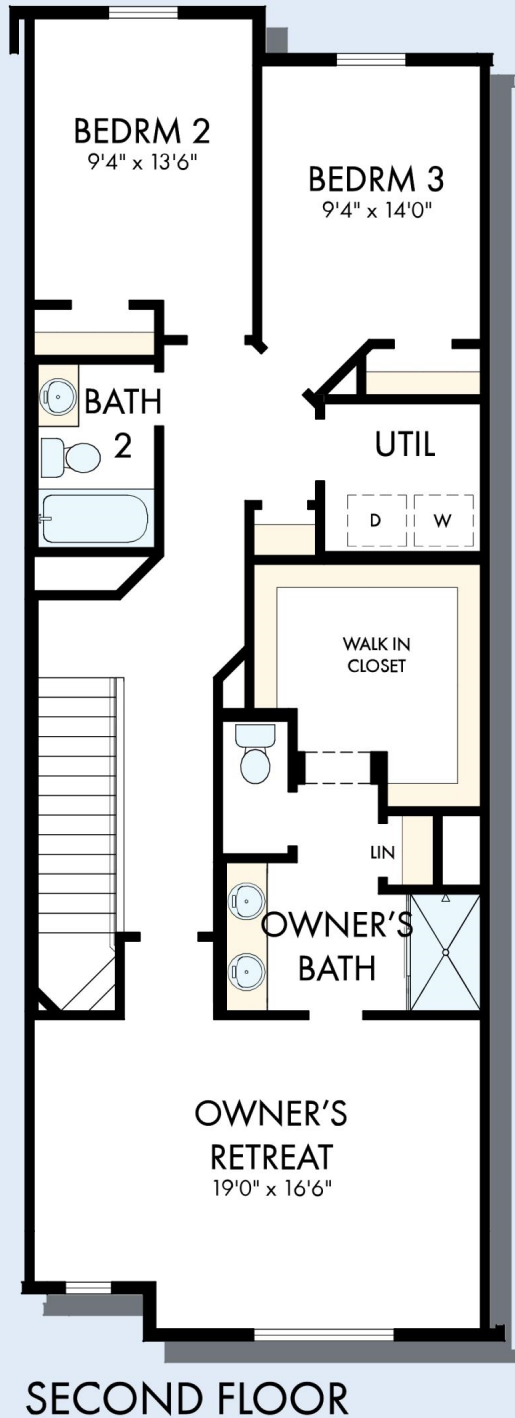 BEDRM 2
9'4" x 13'6"
BEDRM 3
9'4" x 14'0"
BATH
2
UTIL
D
W
WALK IN
CLOSET
LIN
OWNER'S
BATH
OWNER'S
RETREAT
19'0" x 16'6"
SECOND FLOOR